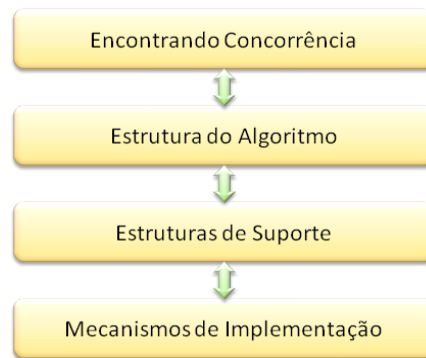 Encontrando Concorrência
Estrutura do Algoritmo
Estruturas de Suporte
Mecanismos de Implementação